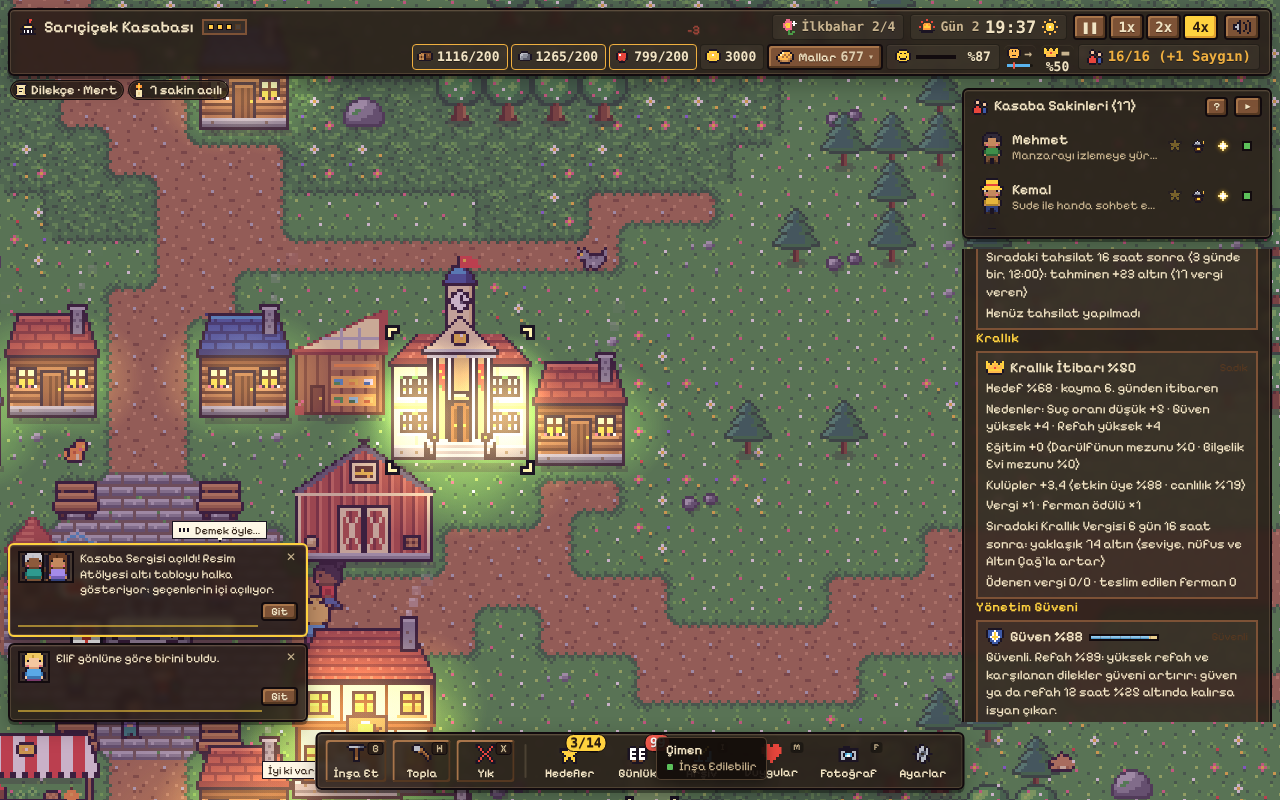 Sarıçiçek Kasabası
-3
İlkbahar 2/4
Gün 2 19:37
1x
2x
4x
1116/200
1265/200
799/200
3000
Mallar 677
%87
%50
16/16 (+1 Saygın)
Dilekçe · Mert
7 sakin acılı
Kasaba Sakinleri (17)
?
Mehmet
Manzarayı izlemeye yür...
Kemal
Sude ile handa sohbet e...
Sıradaki tahsilat 16 saat sonra (3 günde
bir, 12:00): tahminen +23 altın (17 vergi
veren)
Henüz tahsilat yapılmadı
Krallık
Krallık İtibarı %50
Hedef %68 · kayma 6. günden itibaren
Nedenler: Suç oranı düşük +8 · Güven
yüksek +4 · Refah yüksek +4
Eğitim +0 (Darülfünun mezunu %0 · Bilgelik
Evi mezunu %0)
Kulüpler +3,4 (etkin üye %88 · canlılık %79)
Vergi ×1 · ferman ödülü ×1
Sıradaki Krallık Vergisi 6 gün 16 saat
sonra: yaklaşık 74 altın (seviye, nüfus ve
Altın Çağ'la artar)
Ödenen vergi 0/0 · teslim edilen ferman 0
Yönetim Güveni
Güven %88
Güvenli. Refah %89: yüksek refah ve
karşılanan dilekler güveni artırır; güven
ya da refah 12 saat %25 altında kalırsa
isyan çıkar.
Demek öyle...
Kasaba Sergisi açıldı! Resim
Atölyesi altı tabloyu halka
gösteriyor; geçenlerin içi açılıyor.
Git
Elif gönlüne göre birini buldu.
Git
İyi ki var
G
İnşa Et
H
Topla
X
Yık
3/14
Hedefler
Günlük
Çimen
İnşa Edilebilir
M
F
Fotoğraf
Ayarlar